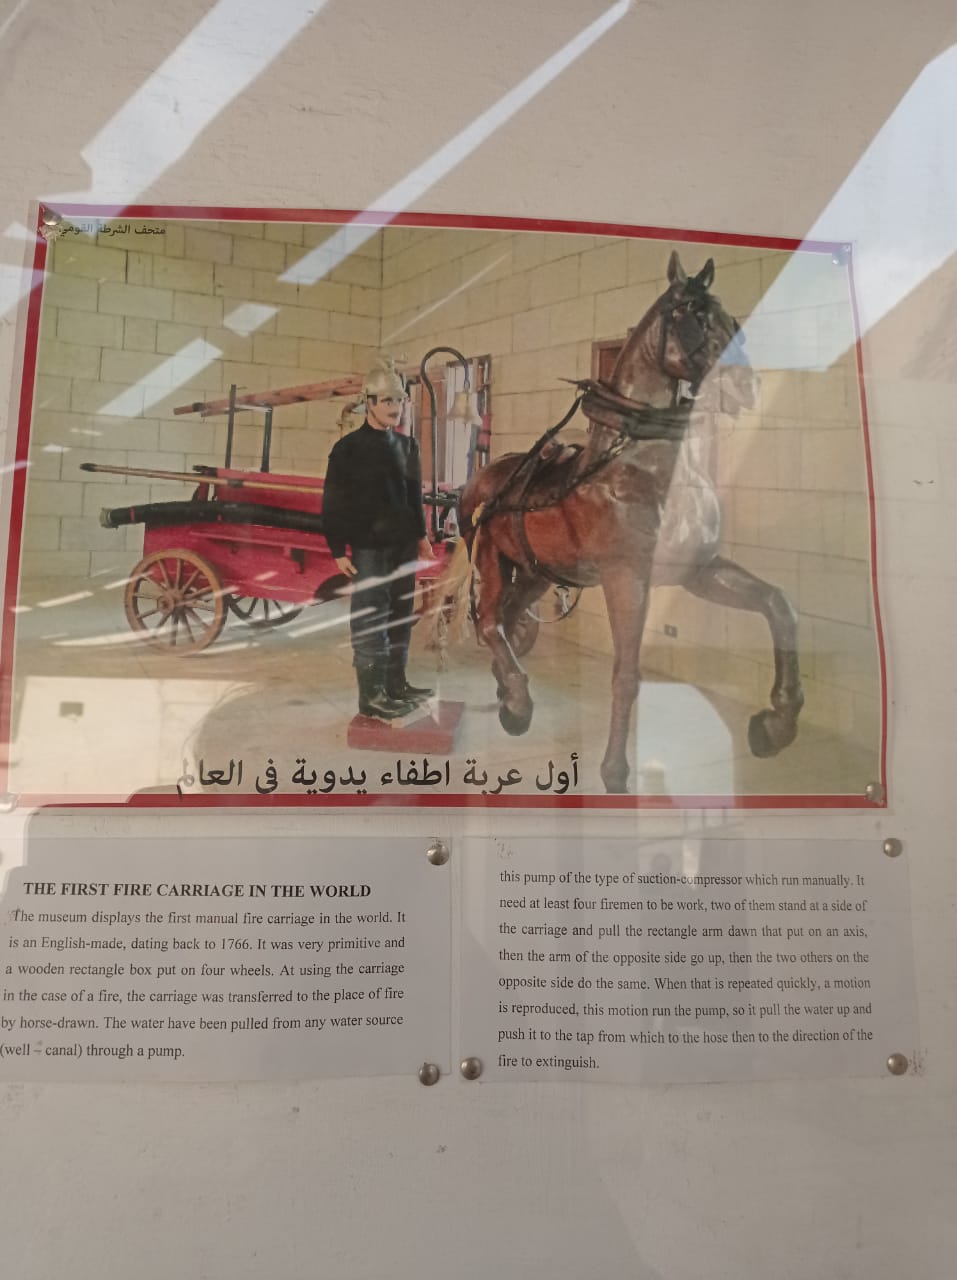 متحف الشرطة القومي
أول عربة اطفاء يدوية فى العالم
THE FIRST FIRE CARRIAGE IN THE WORLD
The museum displays the first manual fire carriage in the world. It
is an English-made, dating back to 1766. It was very primitive and
a wooden rectangle box put on four wheels. At using the carriage
in the case of a fire, the carriage was transferred to the place of fire
by horse-drawn. The water have been pulled from any water source
(well – canal) through a pump.
this pump of the type of suction-compressor which run manually. It
need at least four firemen to be work, two of them stand at a side of
the carriage and pull the rectangle arm dawn that put on an axis,
then the arm of the opposite side go up, then the two others on the
opposite side do the same. When that is repeated quickly, a motion
is reproduced, this motion run the pump, so it pull the water up and
push it to the tap from which to the hose then to the direction of the
fire to extinguish.